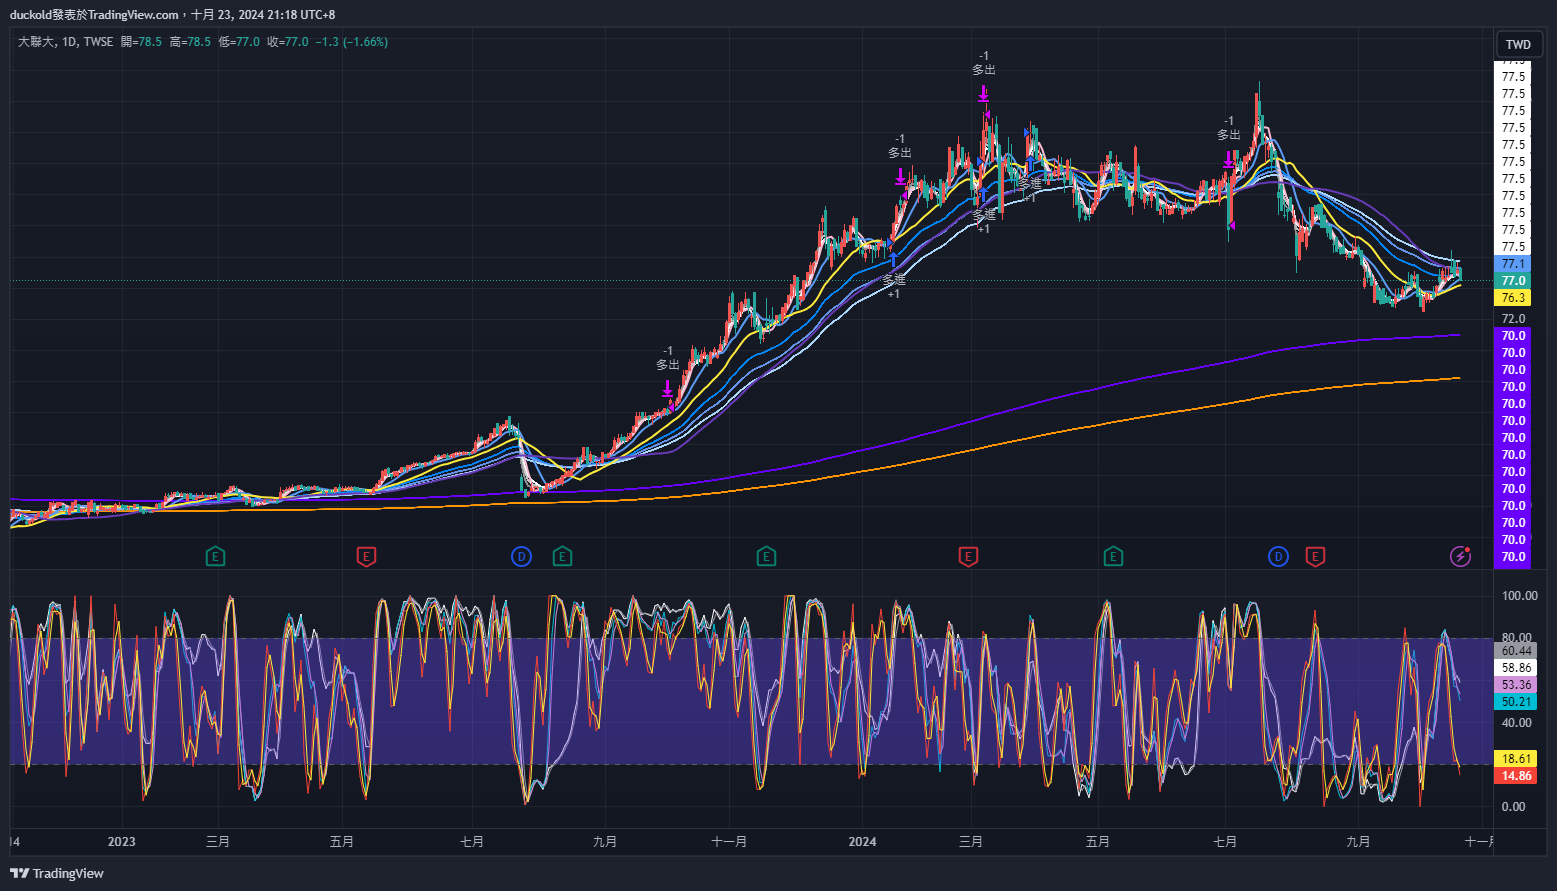 duckold發表於TradingView.com，十月 23, 2024 21:18 UTC+8
大聯大, 1D, TWSE 開=78.5 高=78.5 低=77.0 收=77.0 −1.3 (−1.66%)
TWD
77.5
77.5
77.5
77.5
77.5
77.5
77.5
77.5
77.5
77.5
77.5
77.5
77.1
77.0
76.3
72.0
70.0
70.0
70.0
70.0
70.0
70.0
70.0
70.0
70.0
70.0
70.0
70.0
70.0
70.0
-1
多出
-1
多出
-1
多出
-1
多出
多進
+1
多進
+1
多進
+1
E
E
D
E
E
E
E
D
E
100.00
80.00
60.44
58.86
53.36
50.21
40.00
18.61
14.86
0.00
14
2023
三月
五月
七月
九月
十一月
2024
三月
五月
七月
九月
十一月
TradingView